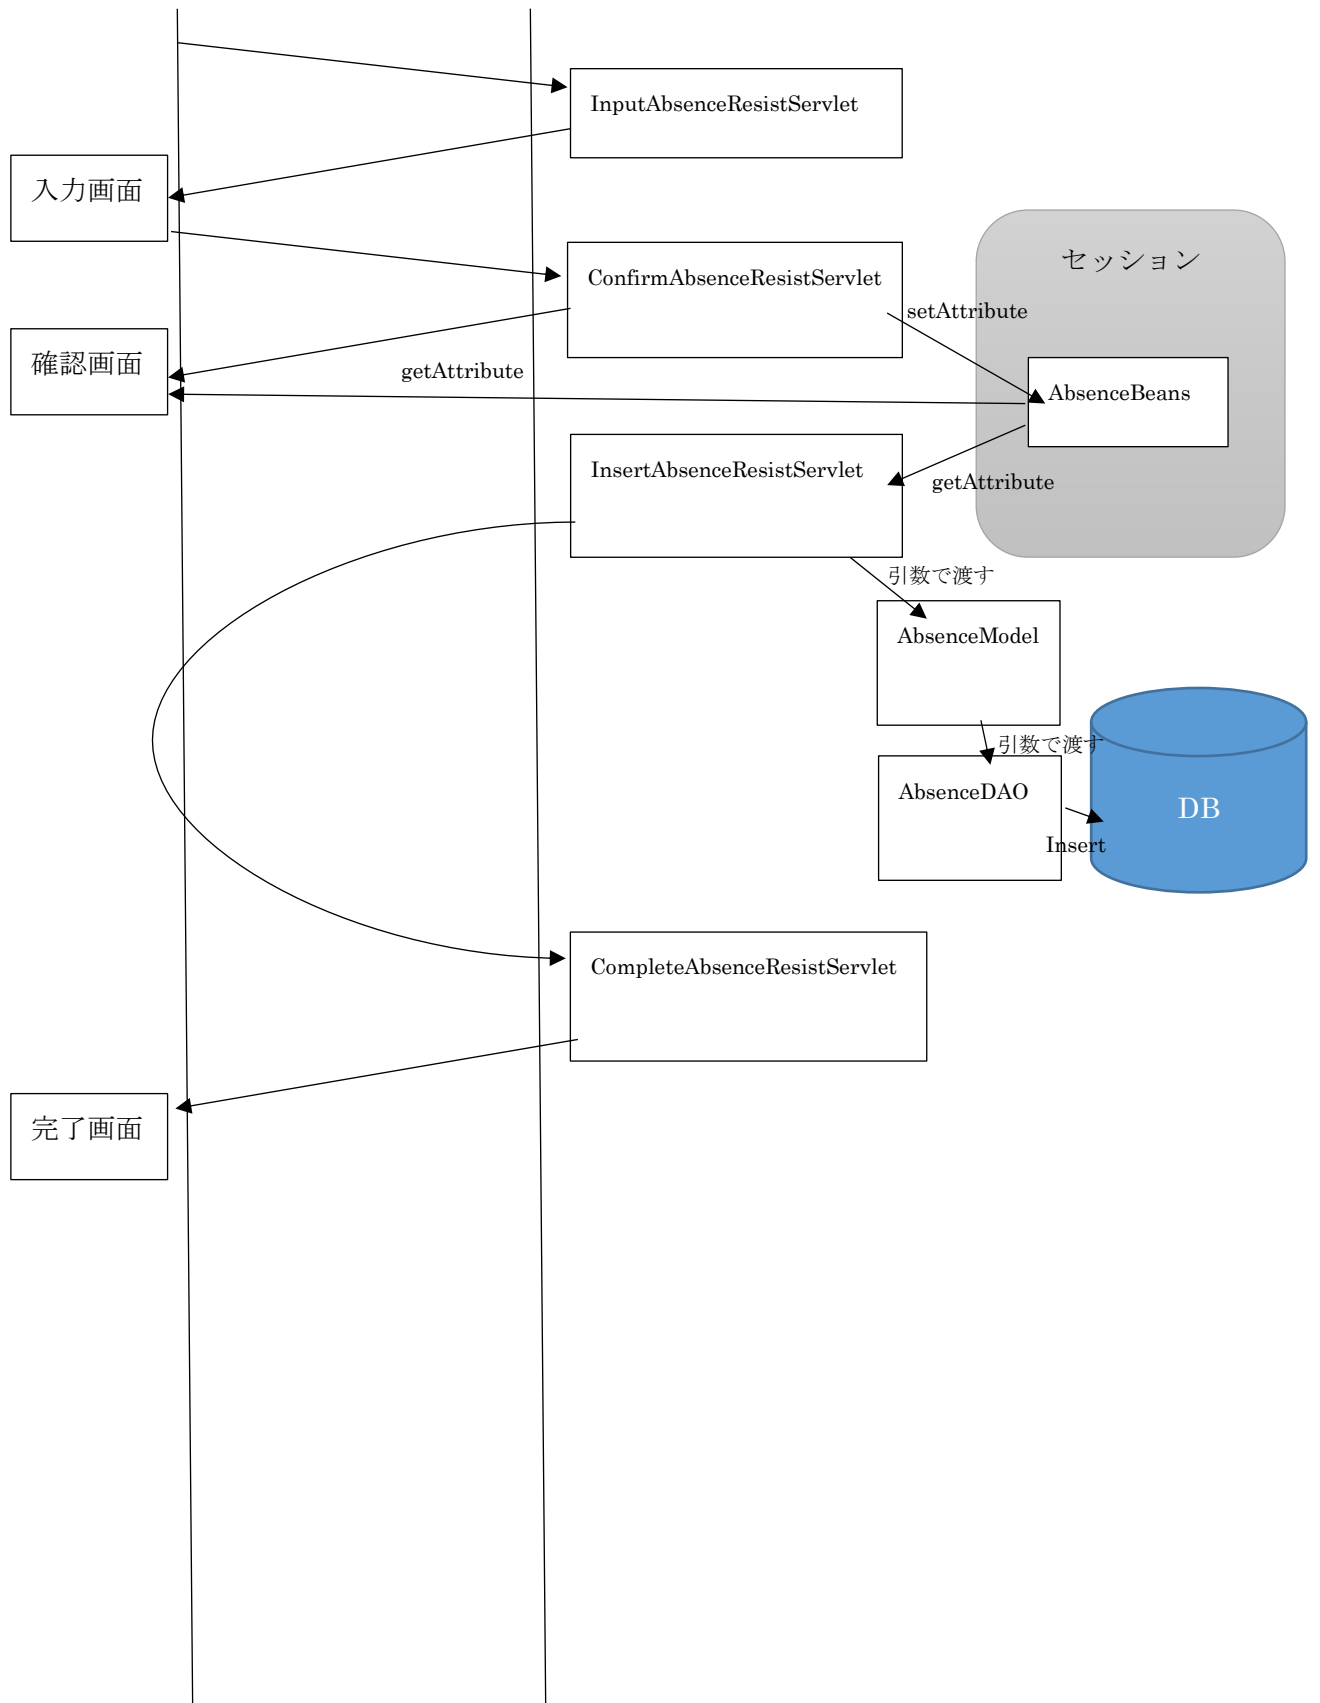 InputAbsenceResistServlet
入力画面
セッション
ConfirmAbsenceResistServlet
setAttribute
確認画面
getAttribute
AbsenceBeans
InsertAbsenceResistServlet
getAttribute
引数で渡す
AbsenceModel
引数で渡す
AbsenceDAO
DB
Insert
CompleteAbsenceResistServlet
完了画面